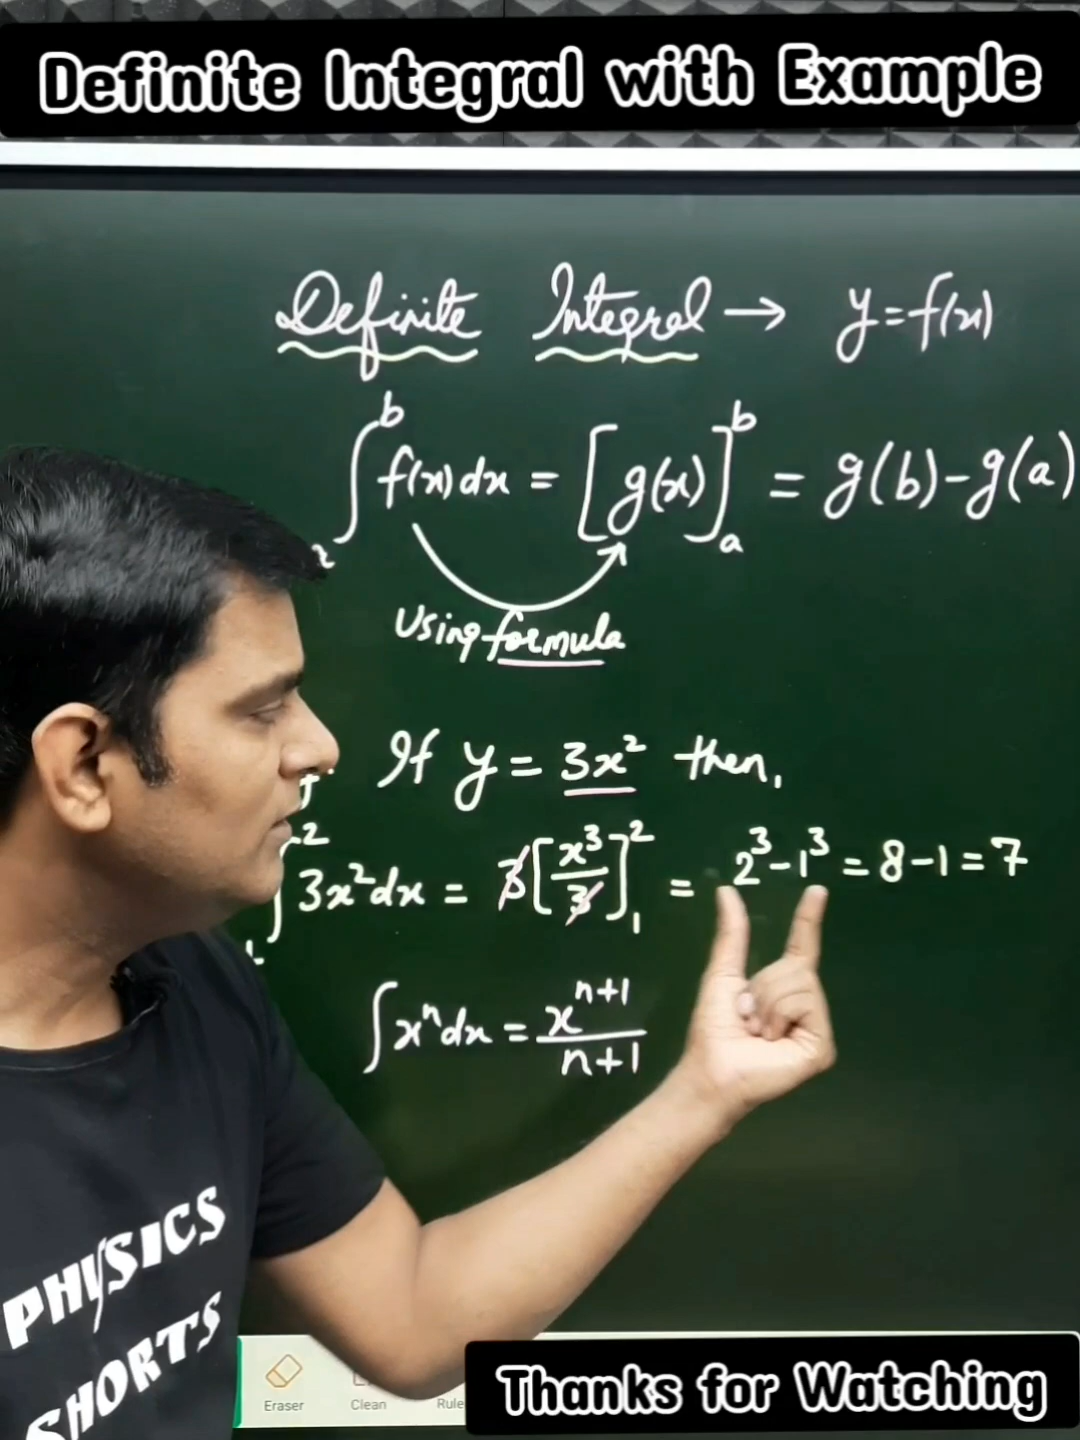 Definite Integral with Example
Definite Integral → y=f(x)
∫ₐᵇ f(x) dx = [g(x)]ₐᵇ = g(b)-g(a)
Using formula
If y = 3x² then,
∫₁² 3x²dx = 3[x³/3]₁² = 2³-1³ = 8-1=7
∫xⁿdx = xⁿ⁺¹/n+1
PHYSICS
SHORTS
Eraser Clean
Thanks for Watching